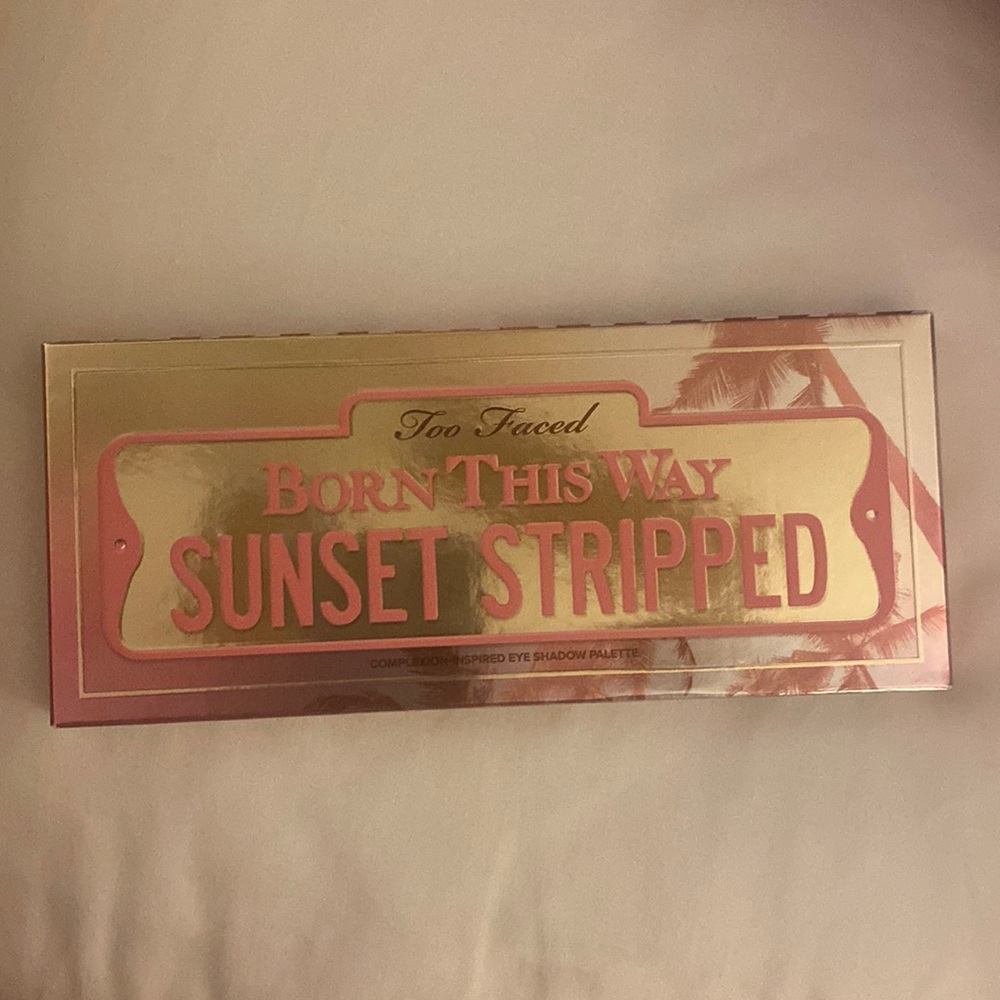 Too Faced
BORN THIS WAY
SUNSET STRIPPED
COMPLEXION-INSPIRED EYE SHADOW PALETTE